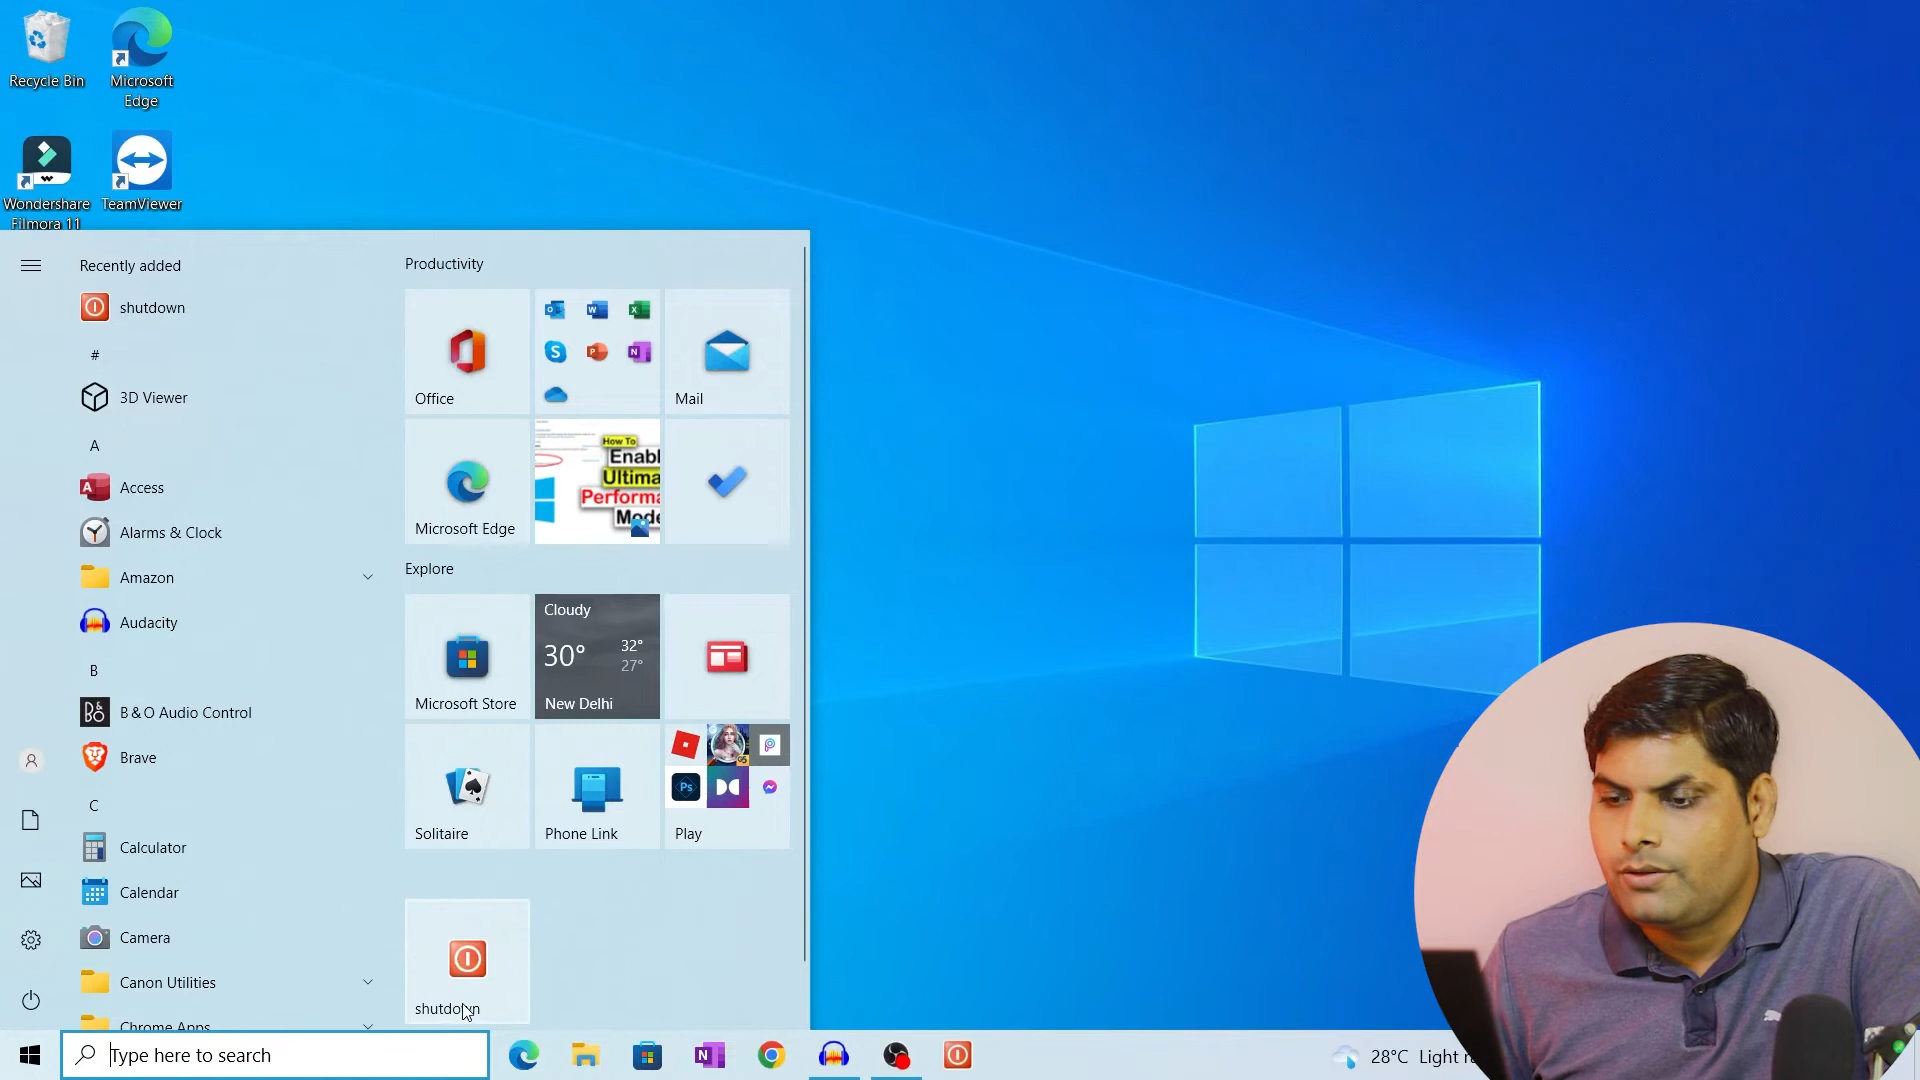 Recycle Bin
Microsoft
Edge
Wondershare
Filmora 11
TeamViewer
Recently added
shutdown
#
3D Viewer
A
Access
Alarms & Clock
Amazon
Audacity
B
B&O Audio Control
Brave
C
Calculator
Calendar
Camera
Canon Utilities
Chrome Apps
Productivity
Office
Mail
Microsoft Edge
How To
Enabl
Ultima
Performa
Mode
Explore
Microsoft Store
Cloudy
30° 32°
27°
New Delhi
Solitaire
Phone Link
Ps
Play
shutdown
Type here to search
28°C Light r